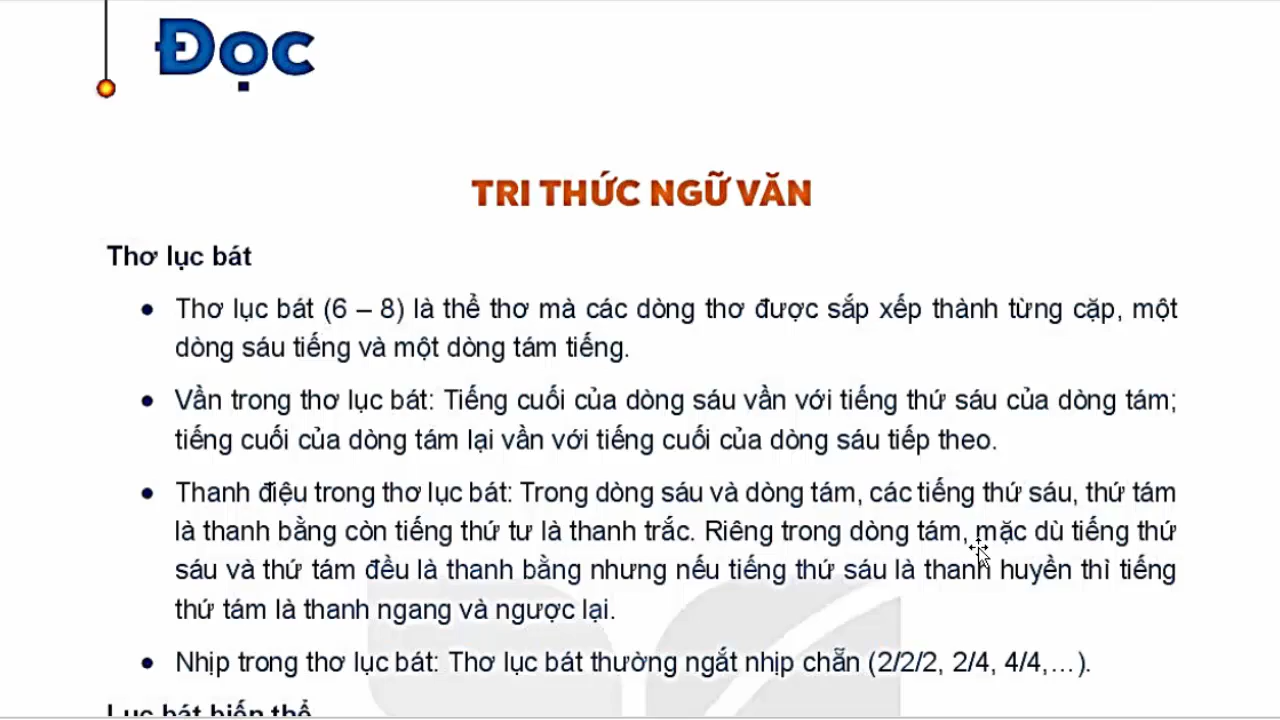 Đọc
TRI THỨC NGỮ VĂN
Thơ lục bát
● Thơ lục bát (6 – 8) là thể thơ mà các dòng thơ được sắp xếp thành từng cặp, một
dòng sáu tiếng và một dòng tám tiếng.
● Vần trong thơ lục bát: Tiếng cuối của dòng sáu vần với tiếng thứ sáu của dòng tám;
tiếng cuối của dòng tám lại vần với tiếng cuối của dòng sáu tiếp theo.
● Thanh điệu trong thơ lục bát: Trong dòng sáu và dòng tám, các tiếng thứ sáu, thứ tám
là thanh bằng còn tiếng thứ tư là thanh trắc. Riêng trong dòng tám, mặc dù tiếng thứ
sáu và thứ tám đều là thanh bằng nhưng nếu tiếng thứ sáu là thanh huyền thì tiếng
thứ tám là thanh ngang và ngược lại.
● Nhịp trong thơ lục bát: Thơ lục bát thường ngắt nhịp chẵn (2/2/2, 2/4, 4/4,…).
Lục bát biến thể